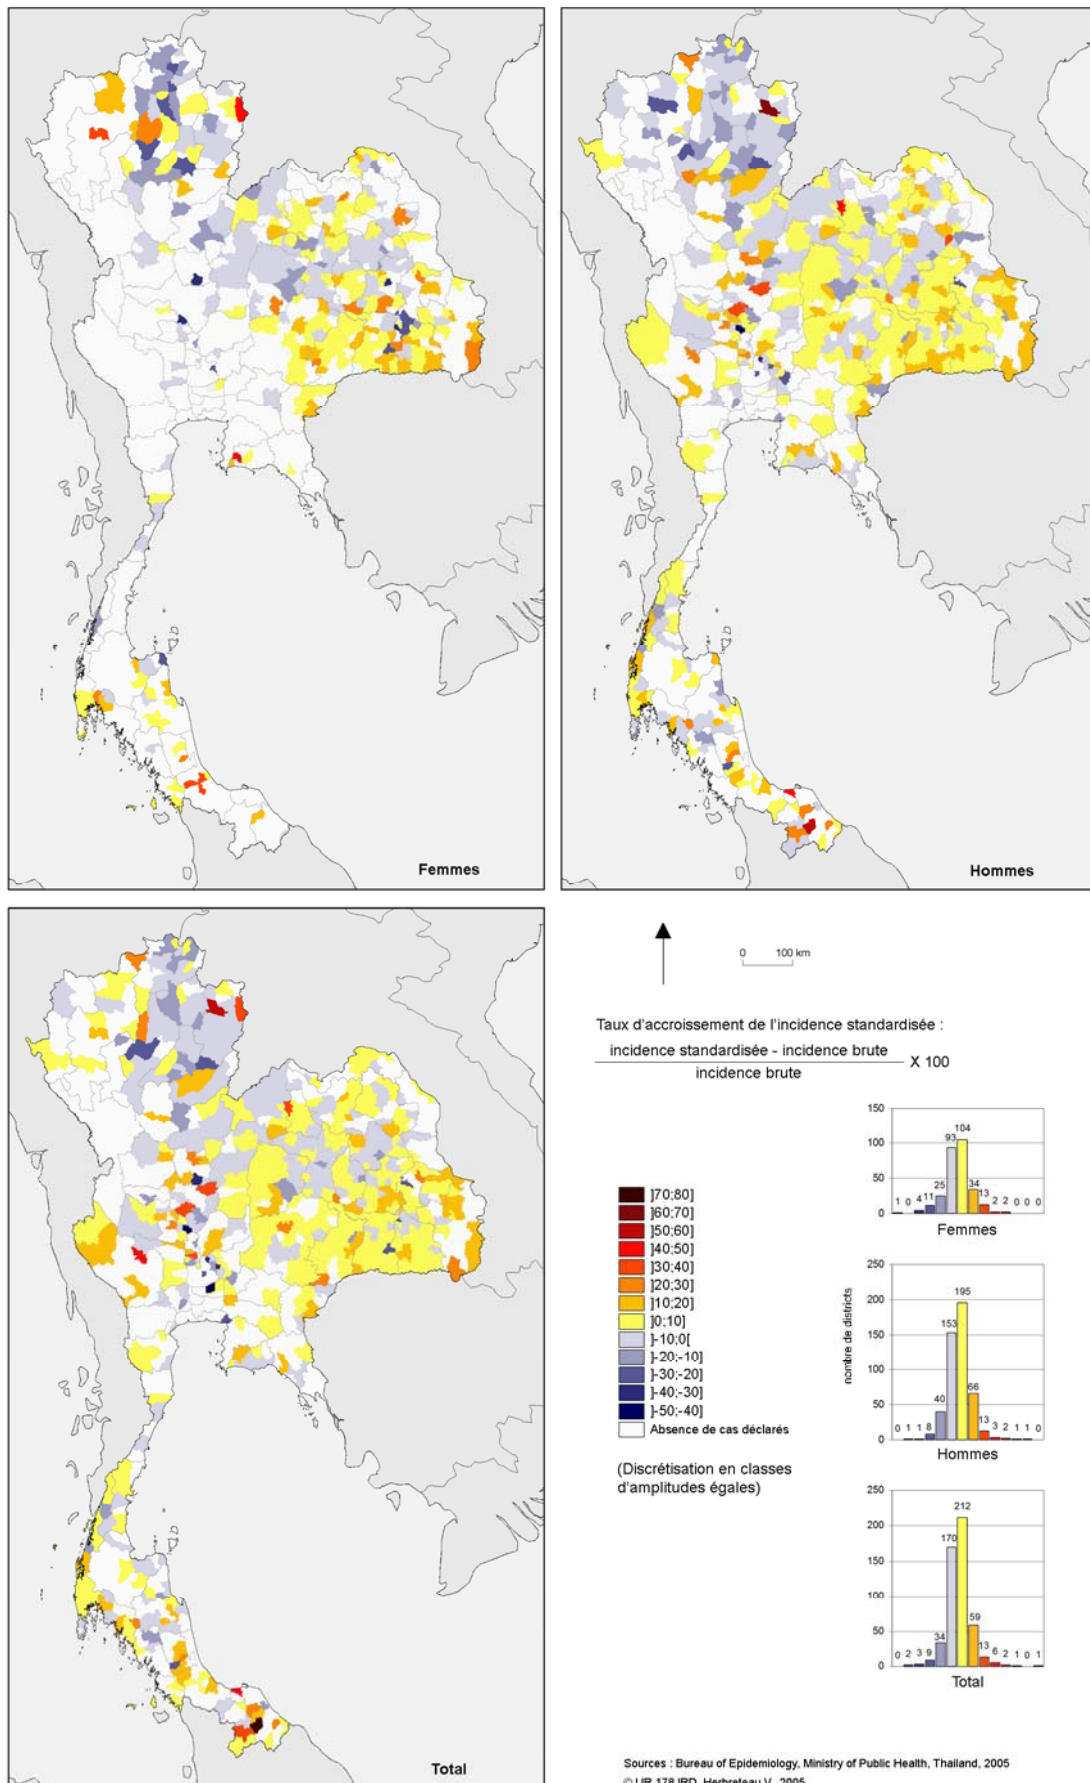 Femmes
Hommes
Total
0 100 km
Taux d'accroissement de l'incidence standardisée :
incidence standardisée - incidence brute
incidence brute
X 100
]70;80]
]60;70]
]50;60]
]40;50]
]30;40]
]20;30]
]10;20]
]0;10]
]-10;0[
]-20;-10]
]-30;-20]
]-40;-30]
]-50;-40]
Absence de cas déclarés
(Discrétisation en classes
d'amplitudes égales)
150
100
50
0
1 0 4 11 25 93 104 34 13 2 2 0 0 0
Femmes
nombre de districts
250
200
150
100
50
0
0 1 1 8 40 153 195 66 13 3 2 1 1 0
Hommes
250
200
150
100
50
0
0 2 3 9 34 170 212 59 13 6 2 1 0 1
Total
Sources : Bureau of Epidemiology, Ministry of Public Health, Thailand, 2005
© UR 178 IRD, Herbreteau V., 2005